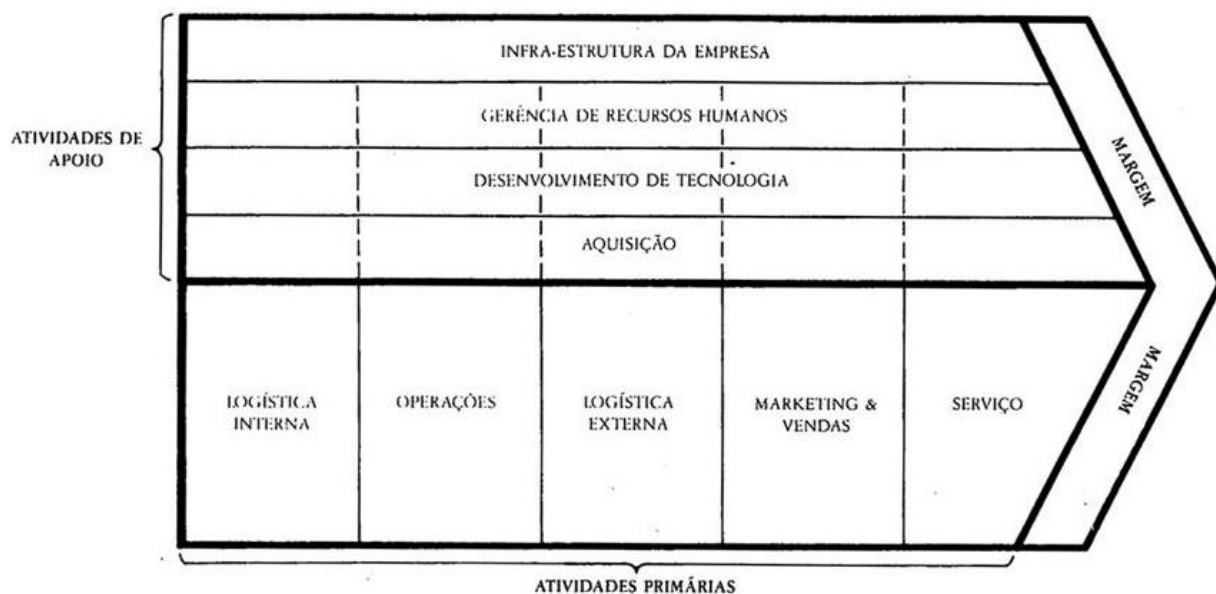 INFRA-ESTRUTURA DA EMPRESA
GERÊNCIA DE RECURSOS HUMANOS
ATIVIDADES DE
APOIO
DESENVOLVIMENTO DE TECNOLOGIA
AQUISIÇÃO
MARGEM
LOGÍSTICA
INTERNA
OPERAÇÕES
LOGÍSTICA
EXTERNA
MARKETING &
VENDAS
SERVIÇO
MARGEM
ATIVIDADES PRIMÁRIAS